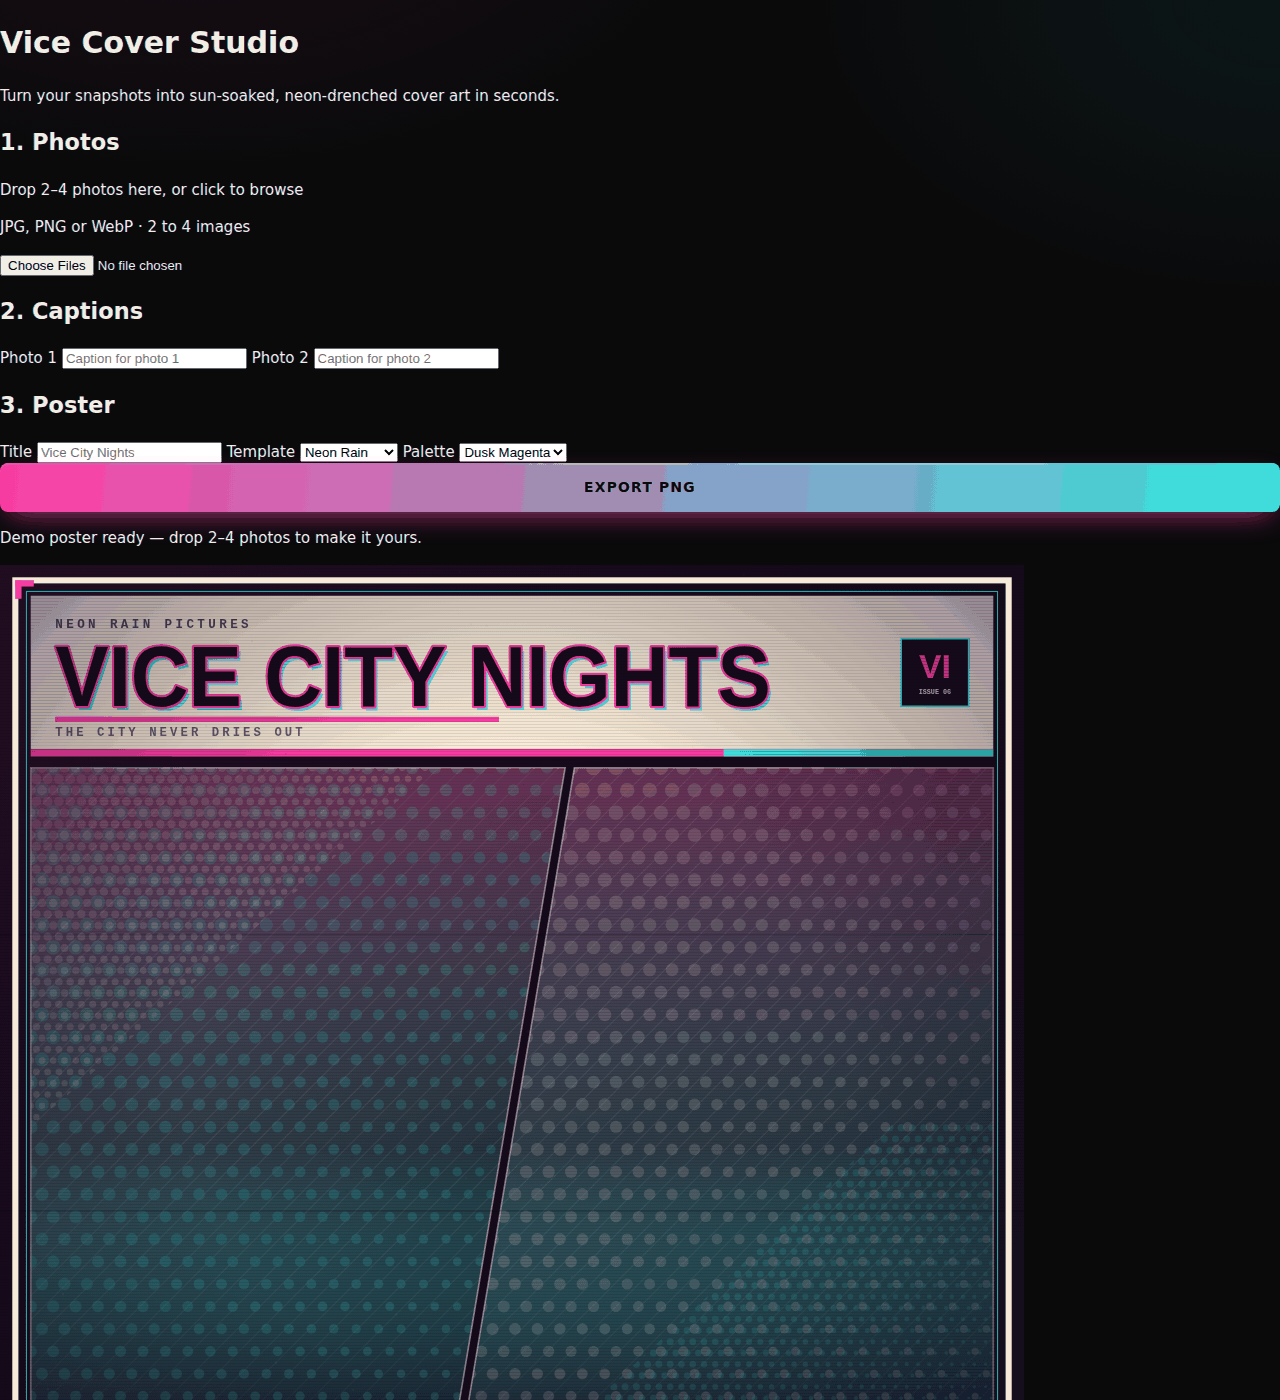 Vice Cover Studio
Turn your snapshots into sun-soaked, neon-drenched cover art in seconds.
1. Photos
Drop 2–4 photos here, or click to browse
JPG, PNG or WebP · 2 to 4 images
Choose Files No file chosen
2. Captions
Photo 1 Caption for photo 1 Photo 2 Caption for photo 2
3. Poster
Title Vice City Nights Template Neon Rain Palette Dusk Magenta
EXPORT PNG
Demo poster ready — drop 2–4 photos to make it yours.
NEON RAIN PICTURES
VICE CITY NIGHTS
VI
ISSUE 06
THE CITY NEVER DRIES OUT